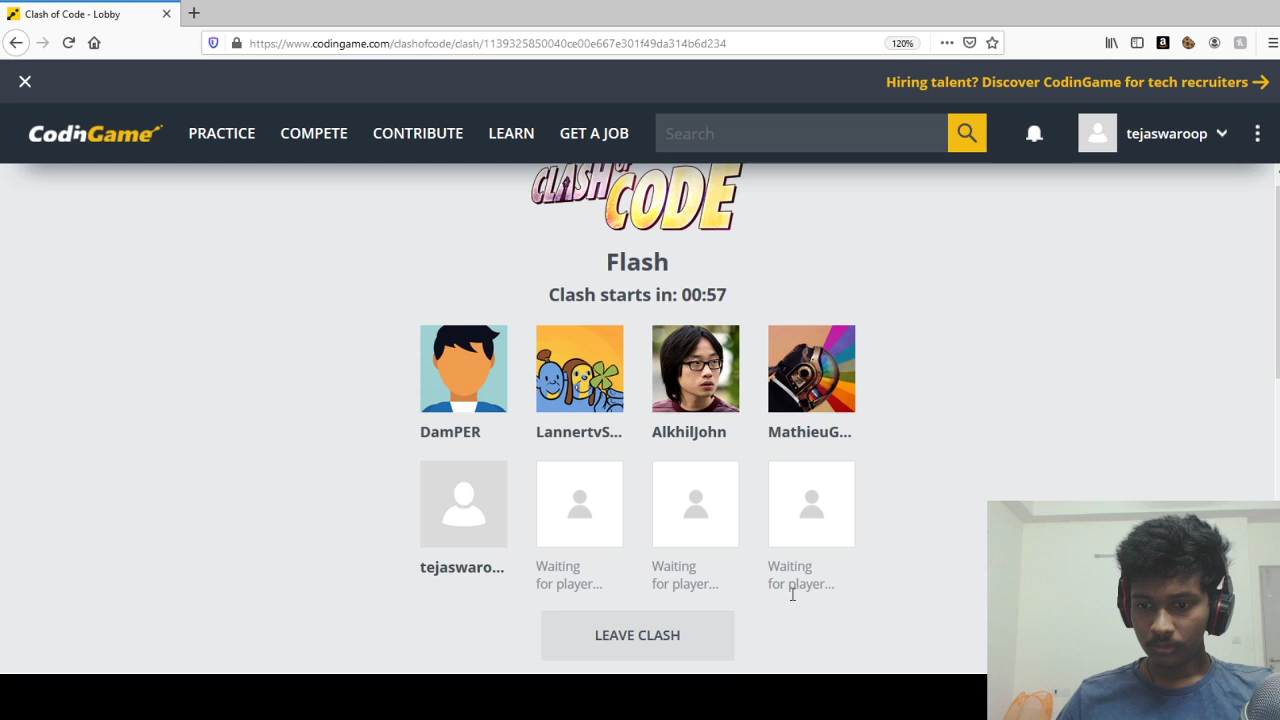 Clash of Code - Lobby
https://www.codingame.com/clashofcode/clash/1139325850040ce00e667e301f49da314b6d234
120%
Hiring talent? Discover CodinGame for tech recruiters
CodinGame
PRACTICE
COMPETE
CONTRIBUTE
LEARN
GET A JOB
Search
tejaswaroop
CLASH OF CODE
Flash
Clash starts in: 00:57
DamPER
LannertvS...
AlkhilJohn
MathieuG...
tejaswaro...
Waiting
for player...
Waiting
for player...
Waiting
for player...
LEAVE CLASH